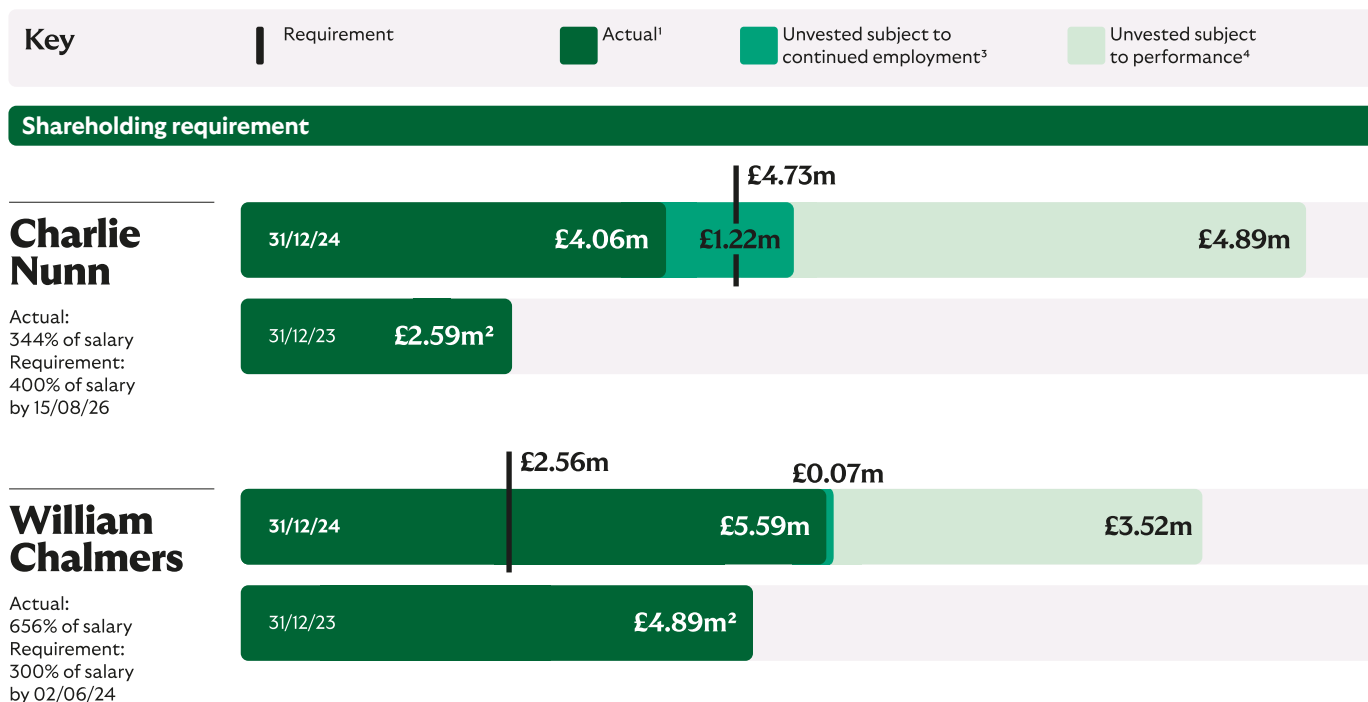 Key
Requirement
Actual¹
Unvested subject to
continued employment³
Unvested subject
to performance⁴
Shareholding requirement
Charlie
Nunn
Actual:
344% of salary
Requirement:
400% of salary
by 15/08/26
£4.73m
31/12/24
£4.06m
£1.22m
£4.89m
31/12/23
£2.59m²
William
Chalmers
Actual:
656% of salary
Requirement:
300% of salary
by 02/06/24
£2.56m
£0.07m
31/12/24
£5.59m
£3.52m
31/12/23
£4.89m²